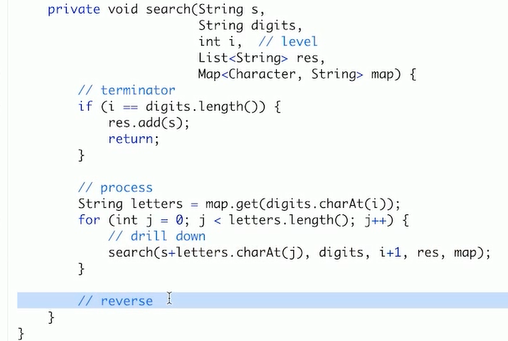 private void search(String s,
String digits,
int i,  // level
List<String> res,
Map<Character, String> map) {
// terminator
if (i == digits.length()) {
res.add(s);
return;
}
// process
String letters = map.get(digits.charAt(i));
for (int j = 0; j < letters.length(); j++) {
// drill down
search(s+letters.charAt(j), digits, i+1, res, map);
}
// reverse
}
}